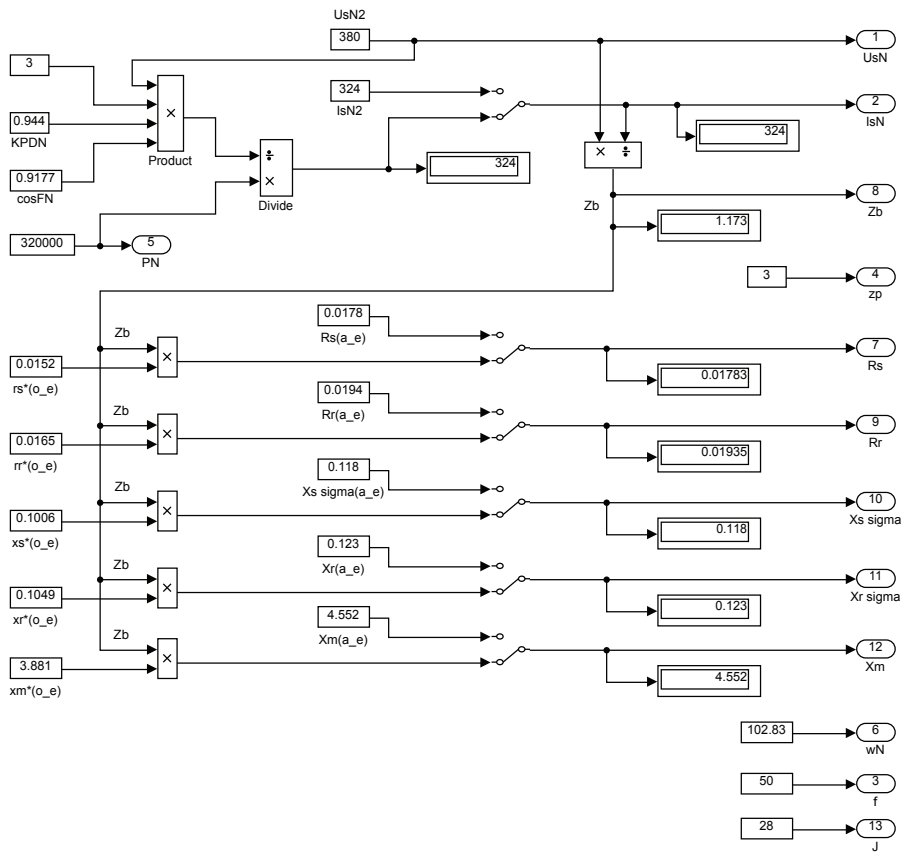 UsN2
380
1
UsN
3
324
IsN2
2
IsN
×
0.944
KPDN
324
Product
÷
×
Divide
× ÷
324
0.9177
cosFN
Zb
8
Zb
320000
5
PN
1.173
3
4
zp
0.0178
Rs(a_e)
Zb
×
7
Rs
0.0152
rs*(o_e)
0.01783
0.0194
Rr(a_e)
Zb
×
9
Rr
0.0165
rr*(o_e)
0.01935
0.118
Xs sigma(a_e)
Zb
×
10
Xs sigma
0.1006
xs*(o_e)
0.118
0.123
Xr(a_e)
Zb
×
11
Xr sigma
0.1049
xr*(o_e)
0.123
4.552
Xm(a_e)
Zb
×
12
Xm
3.881
xm*(o_e)
4.552
102.83
6
wN
50
3
f
28
13
J